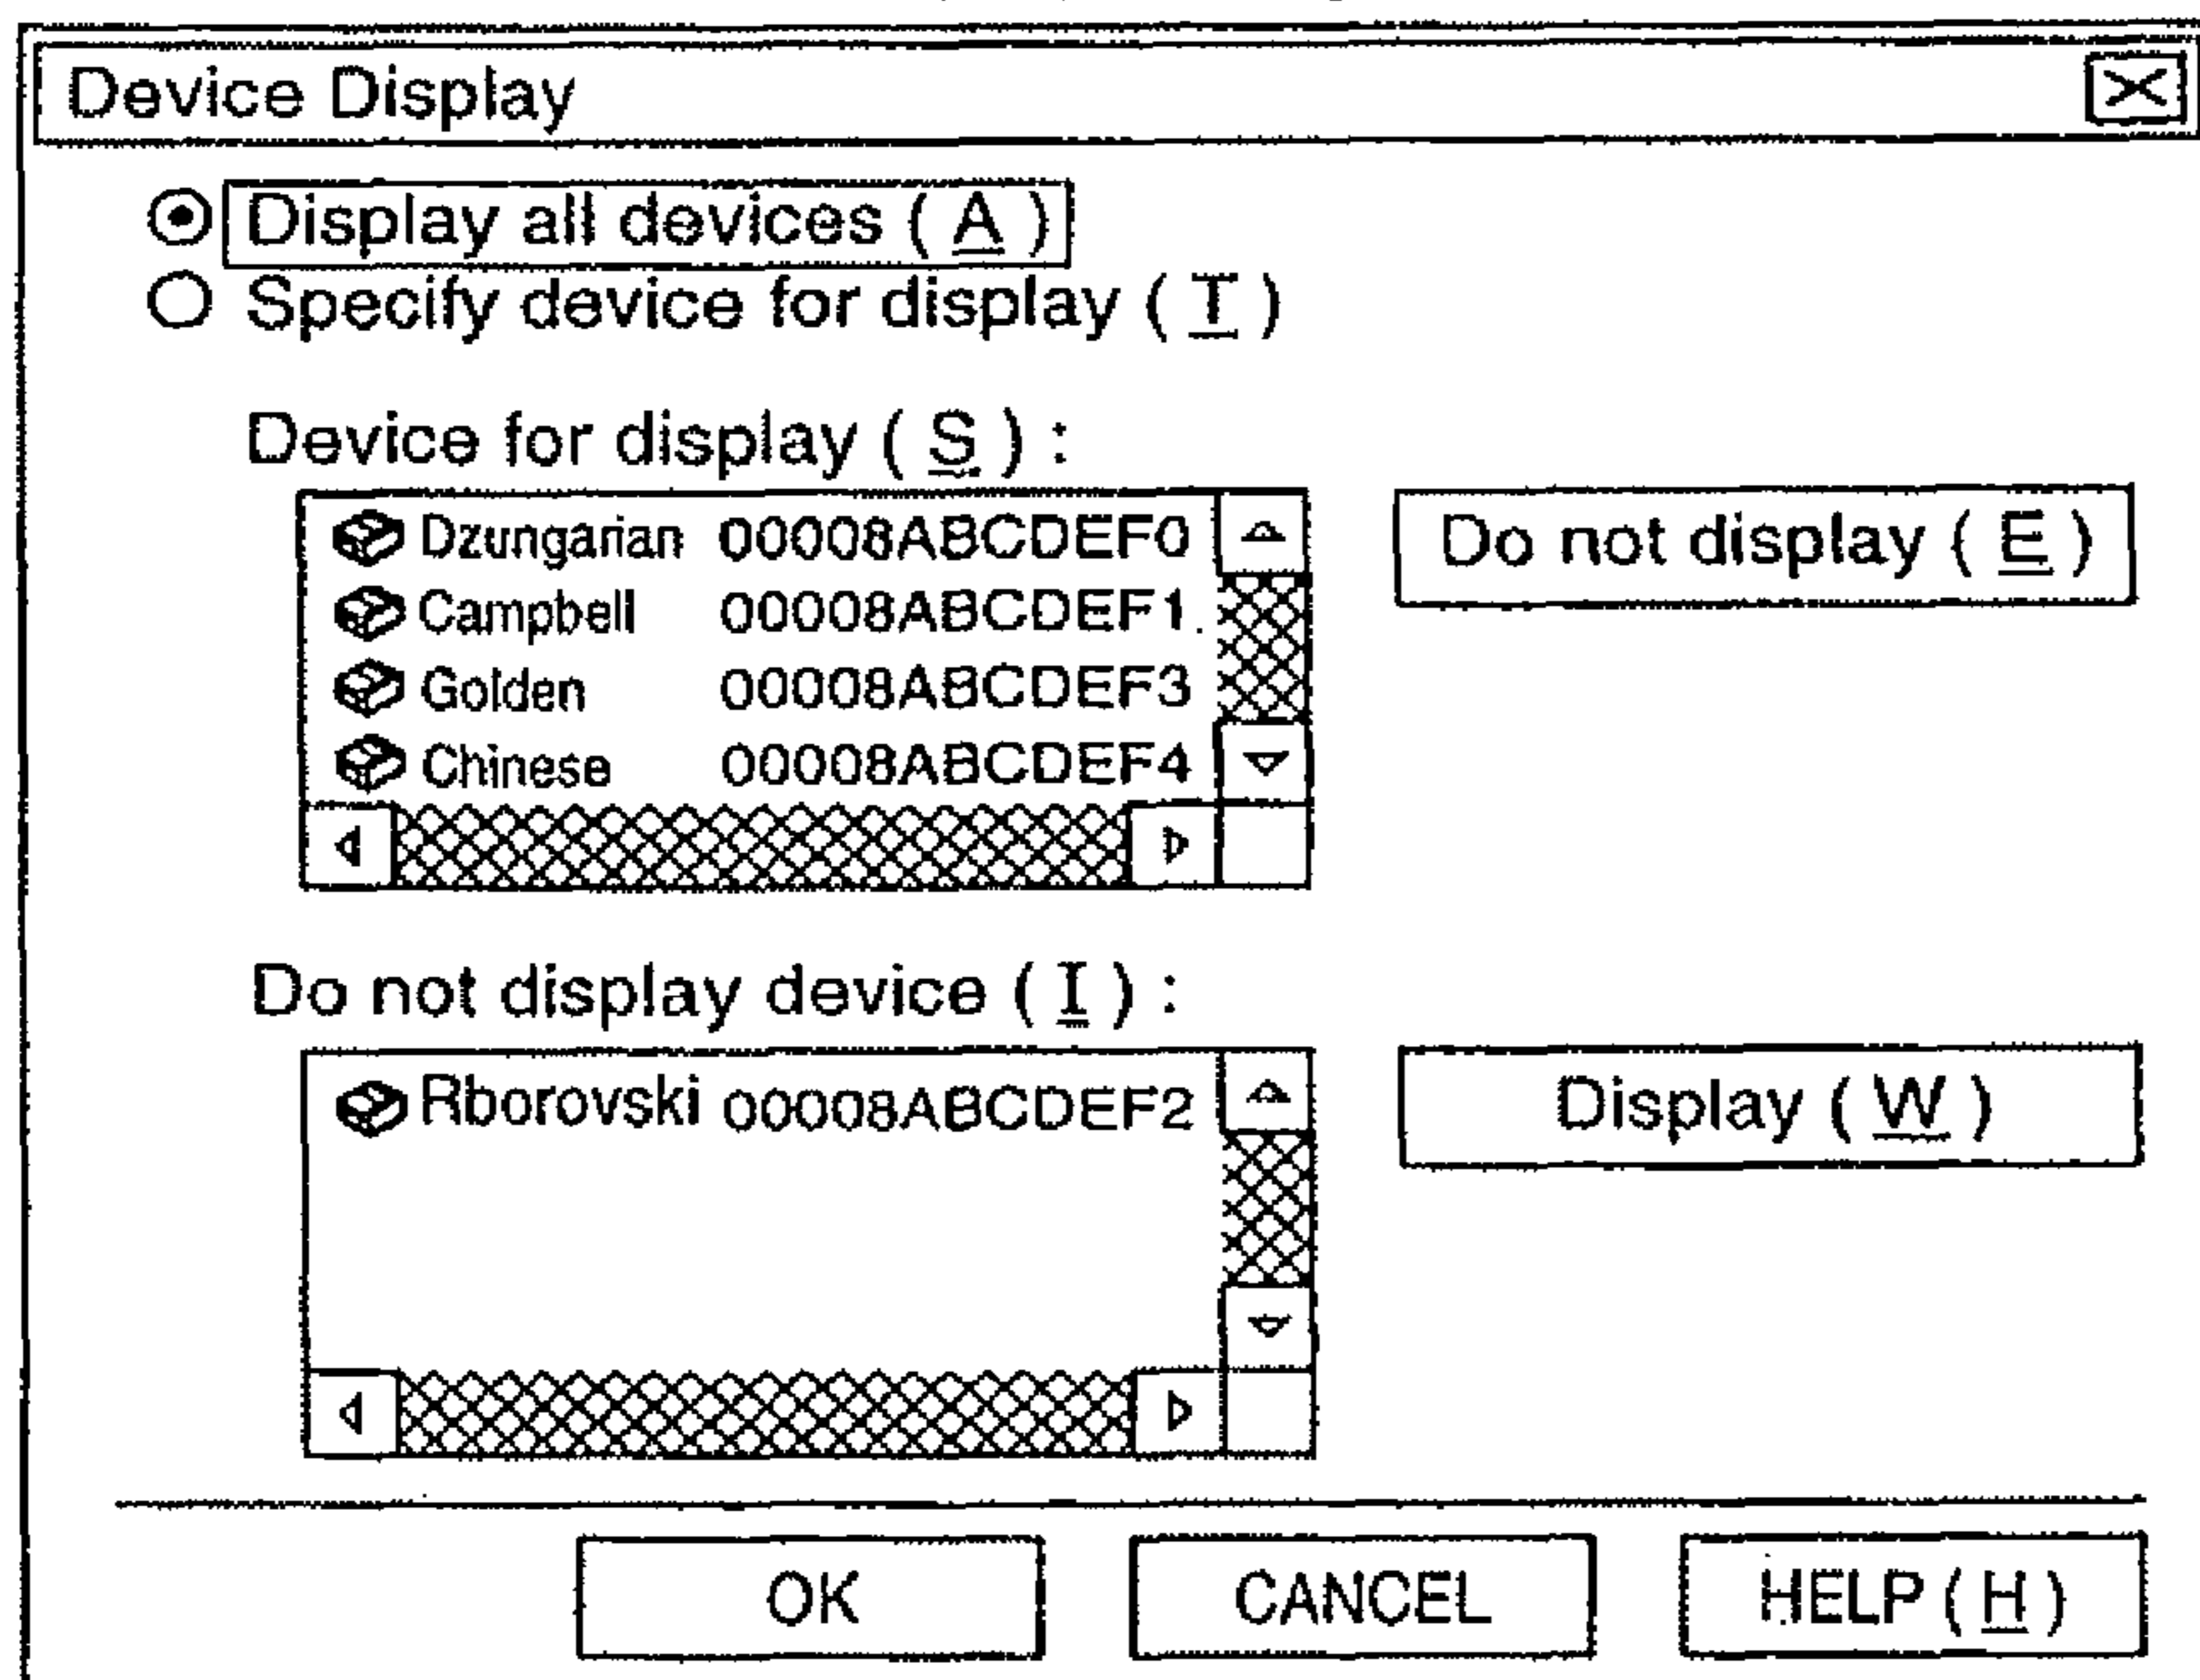 Device Display
Display all devices ( A )
Specify device for display ( T )
Device for display ( S ) :
Dzungarian 00008ABCDEF0
Campbell 00008ABCDEF1
Golden 00008ABCDEF3
Chinese 00008ABCDEF4
Do not display ( E )
Do not display device ( I ) :
Rborovski 00008ABCDEF2
Display ( W )
OK
CANCEL
HELP ( H )